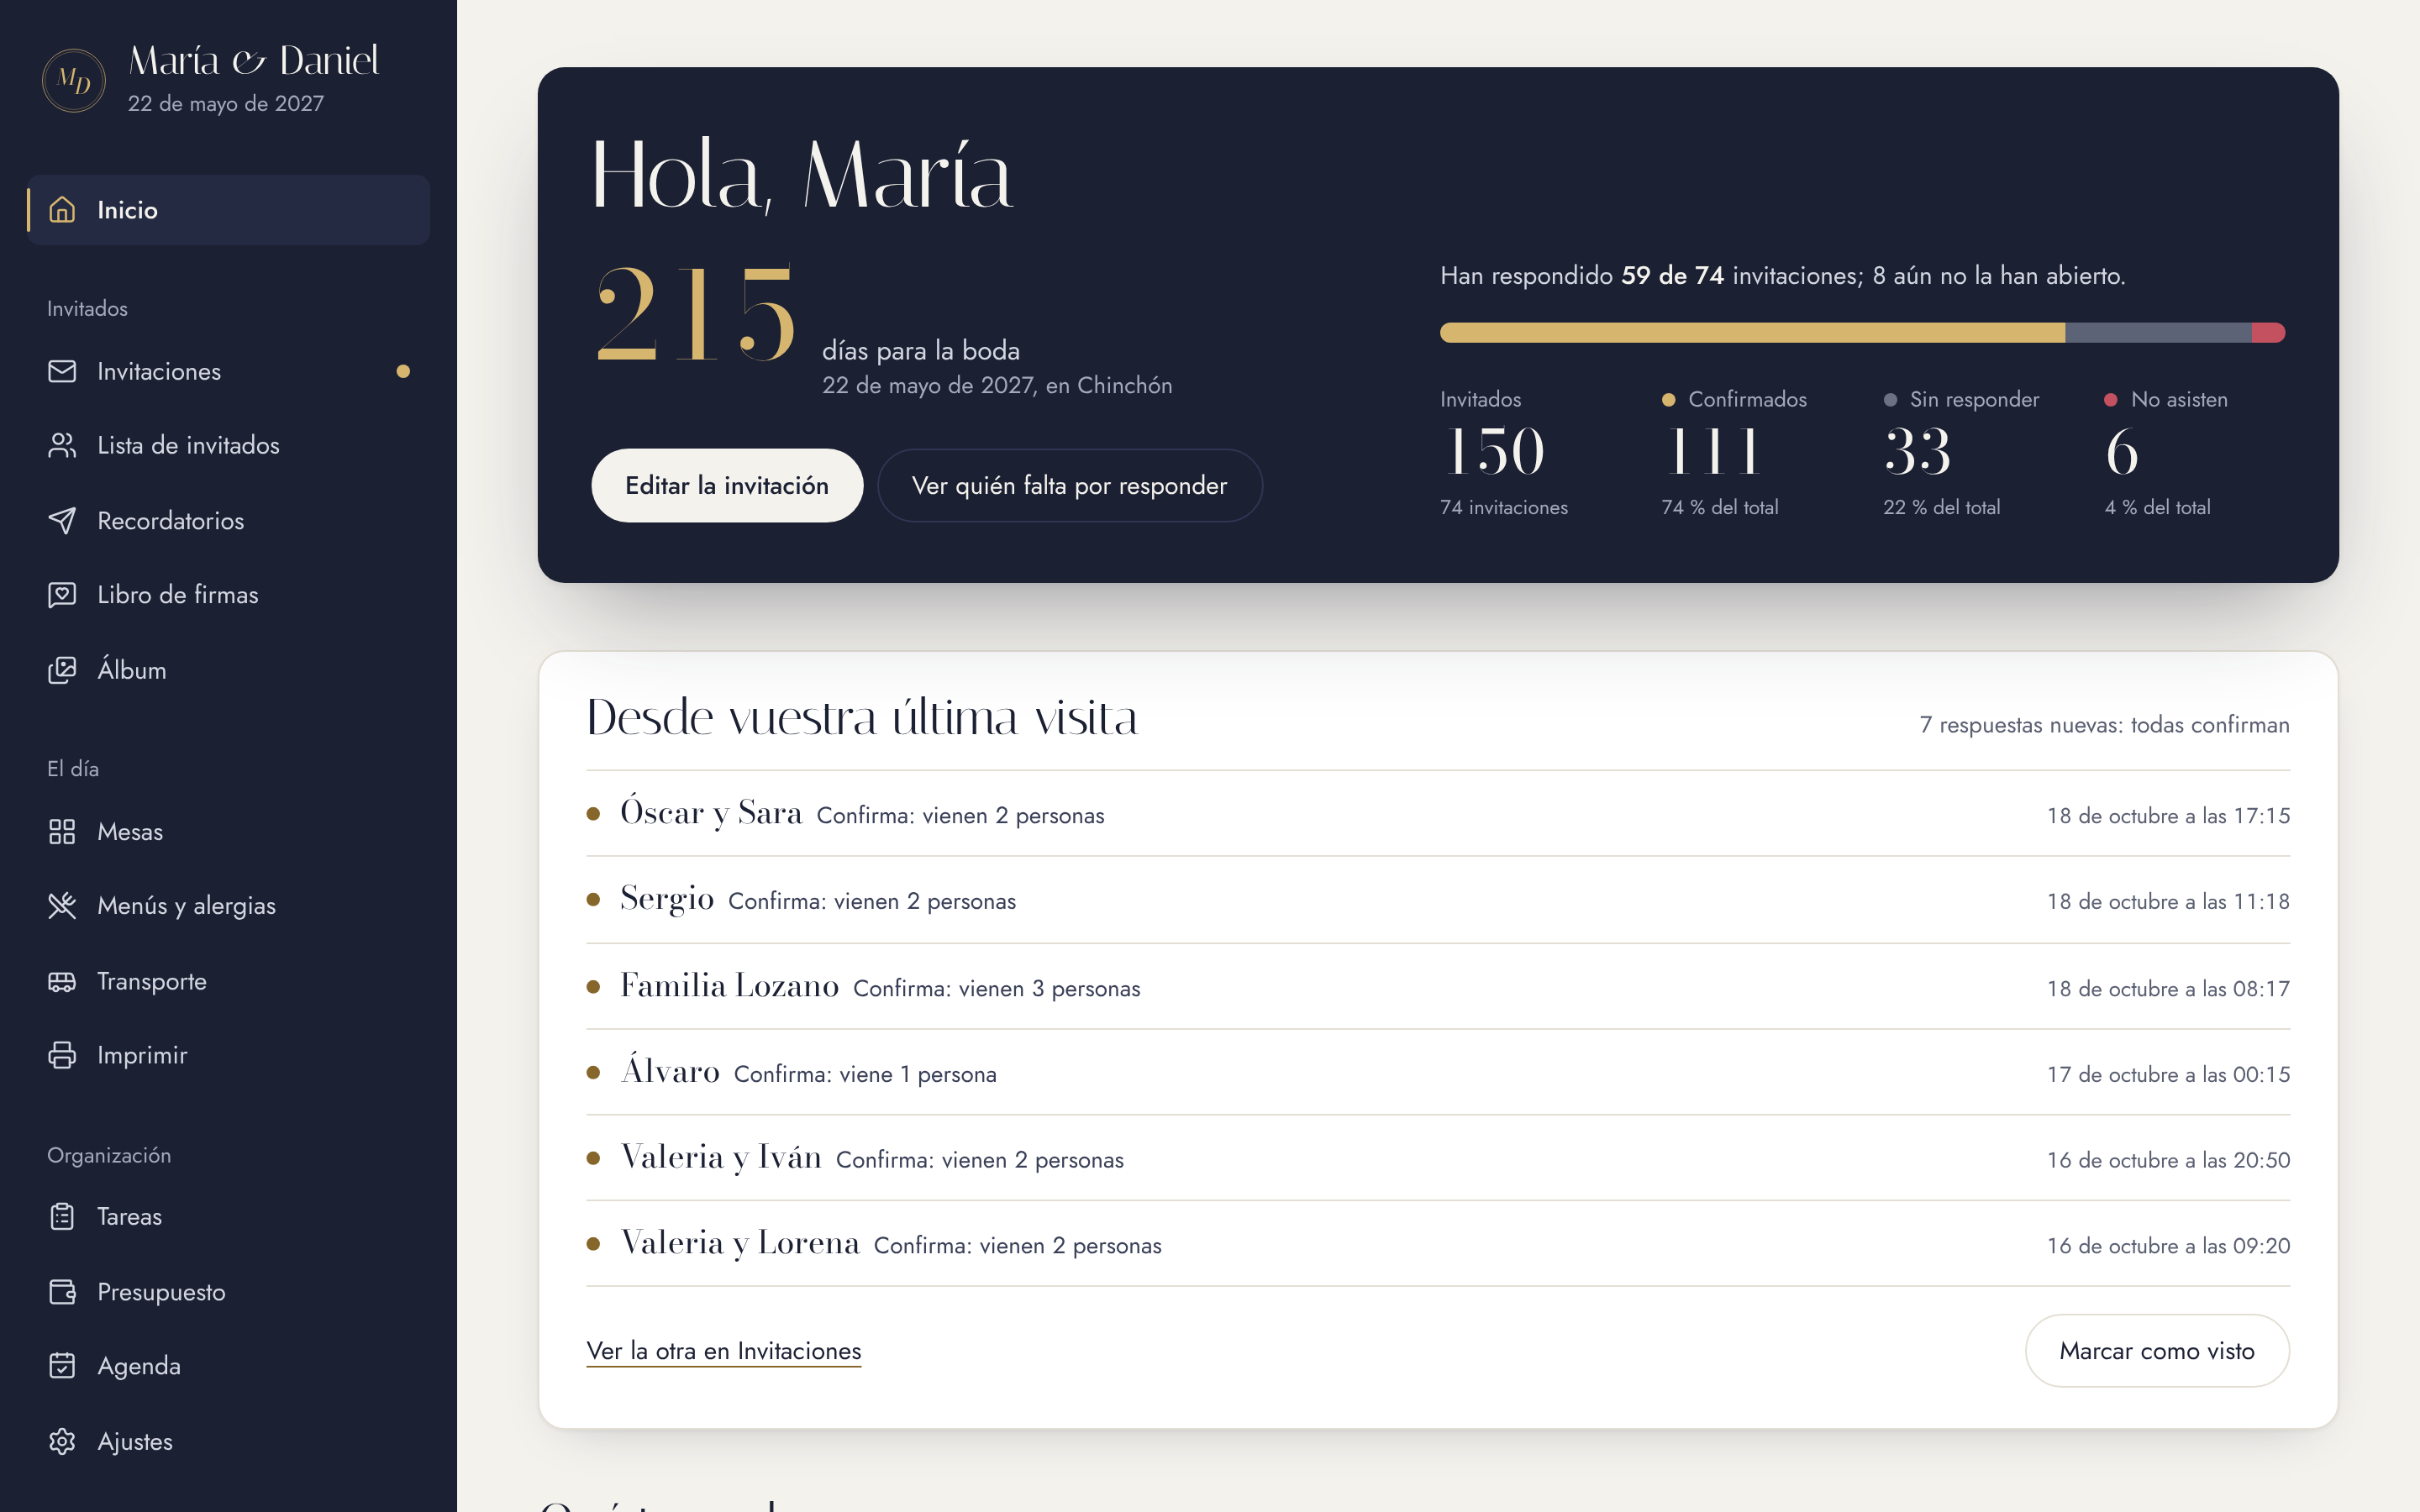 MD
María & Daniel
22 de mayo de 2027
Inicio
Invitados
Invitaciones
Lista de invitados
Recordatorios
Libro de firmas
Álbum
El día
Mesas
Menús y alergias
Transporte
Imprimir
Organización
Tareas
Presupuesto
Agenda
Ajustes
Hola, María
215
días para la boda
22 de mayo de 2027, en Chinchón
Editar la invitación
Ver quién falta por responder
Han respondido 59 de 74 invitaciones; 8 aún no la han abierto.
Invitados
150
74 invitaciones
Confirmados
111
74 % del total
Sin responder
33
22 % del total
No asisten
6
4 % del total
Desde vuestra última visita
7 respuestas nuevas: todas confirman
Óscar y Sara Confirma: vienen 2 personas 18 de octubre a las 17:15
Sergio Confirma: vienen 2 personas 18 de octubre a las 11:18
Familia Lozano Confirma: vienen 3 personas 18 de octubre a las 08:17
Álvaro Confirma: viene 1 persona 17 de octubre a las 00:15
Valeria y Iván Confirma: vienen 2 personas 16 de octubre a las 20:50
Valeria y Lorena Confirma: vienen 2 personas 16 de octubre a las 09:20
Ver la otra en Invitaciones
Marcar como visto